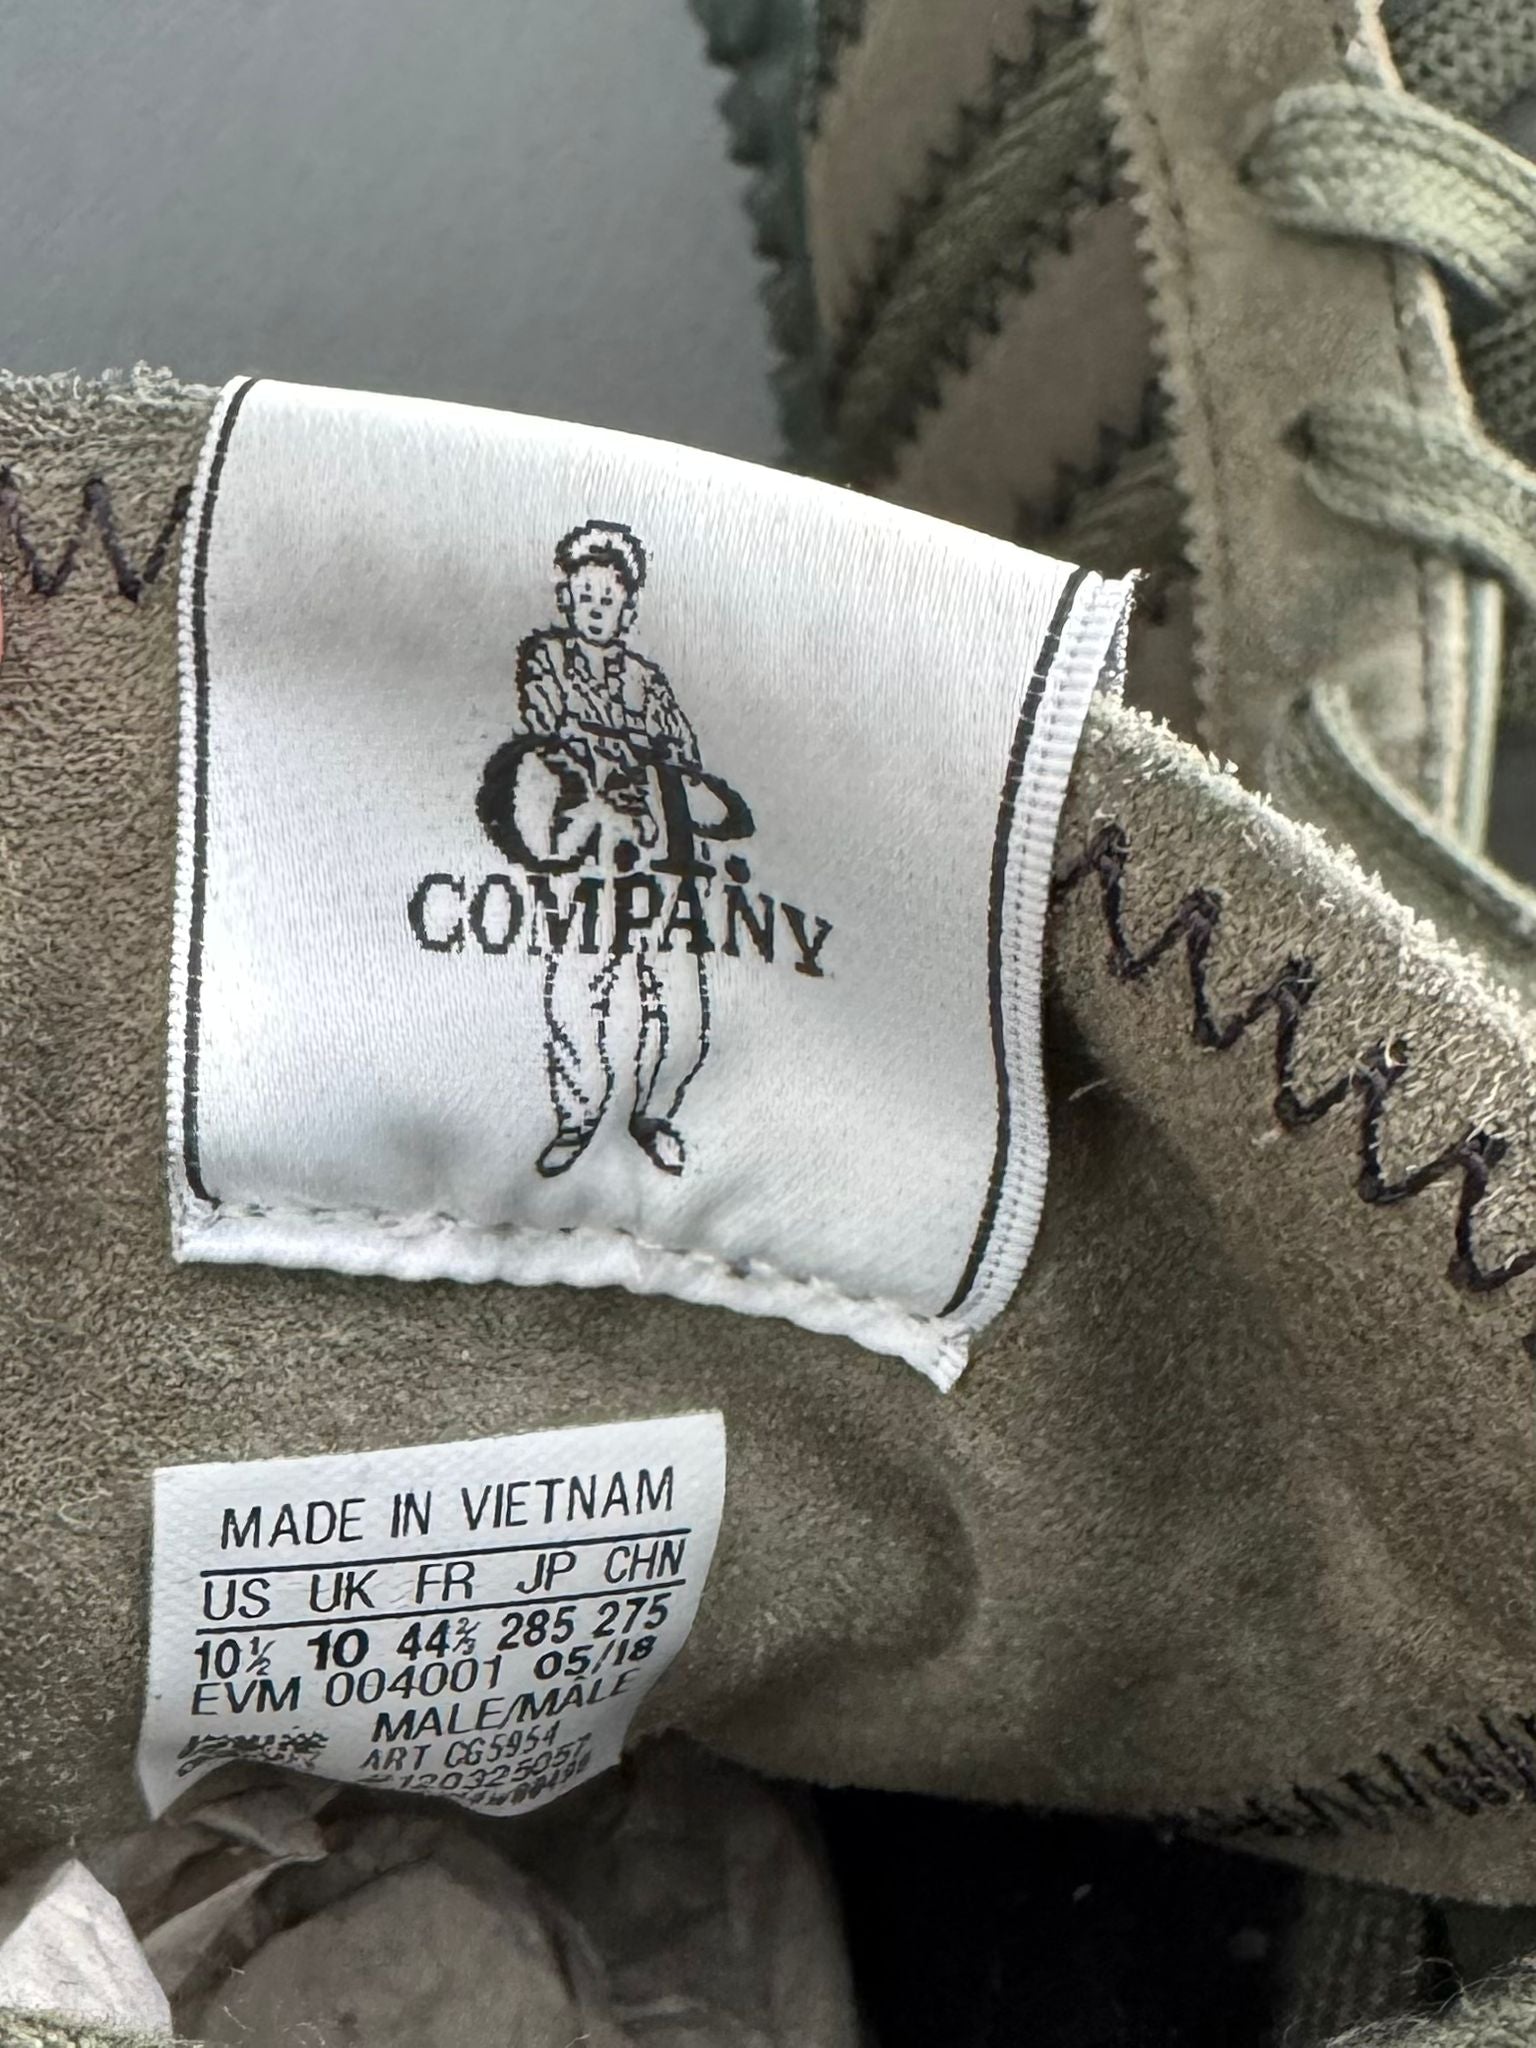 C.P.
COMPANY
MADE IN VIETNAM
US UK FR JP CHN
10½ 10 44⅔ 285 275
EVM 004001 05/18
MALE/MÂLE
ART CG5954
#120325057